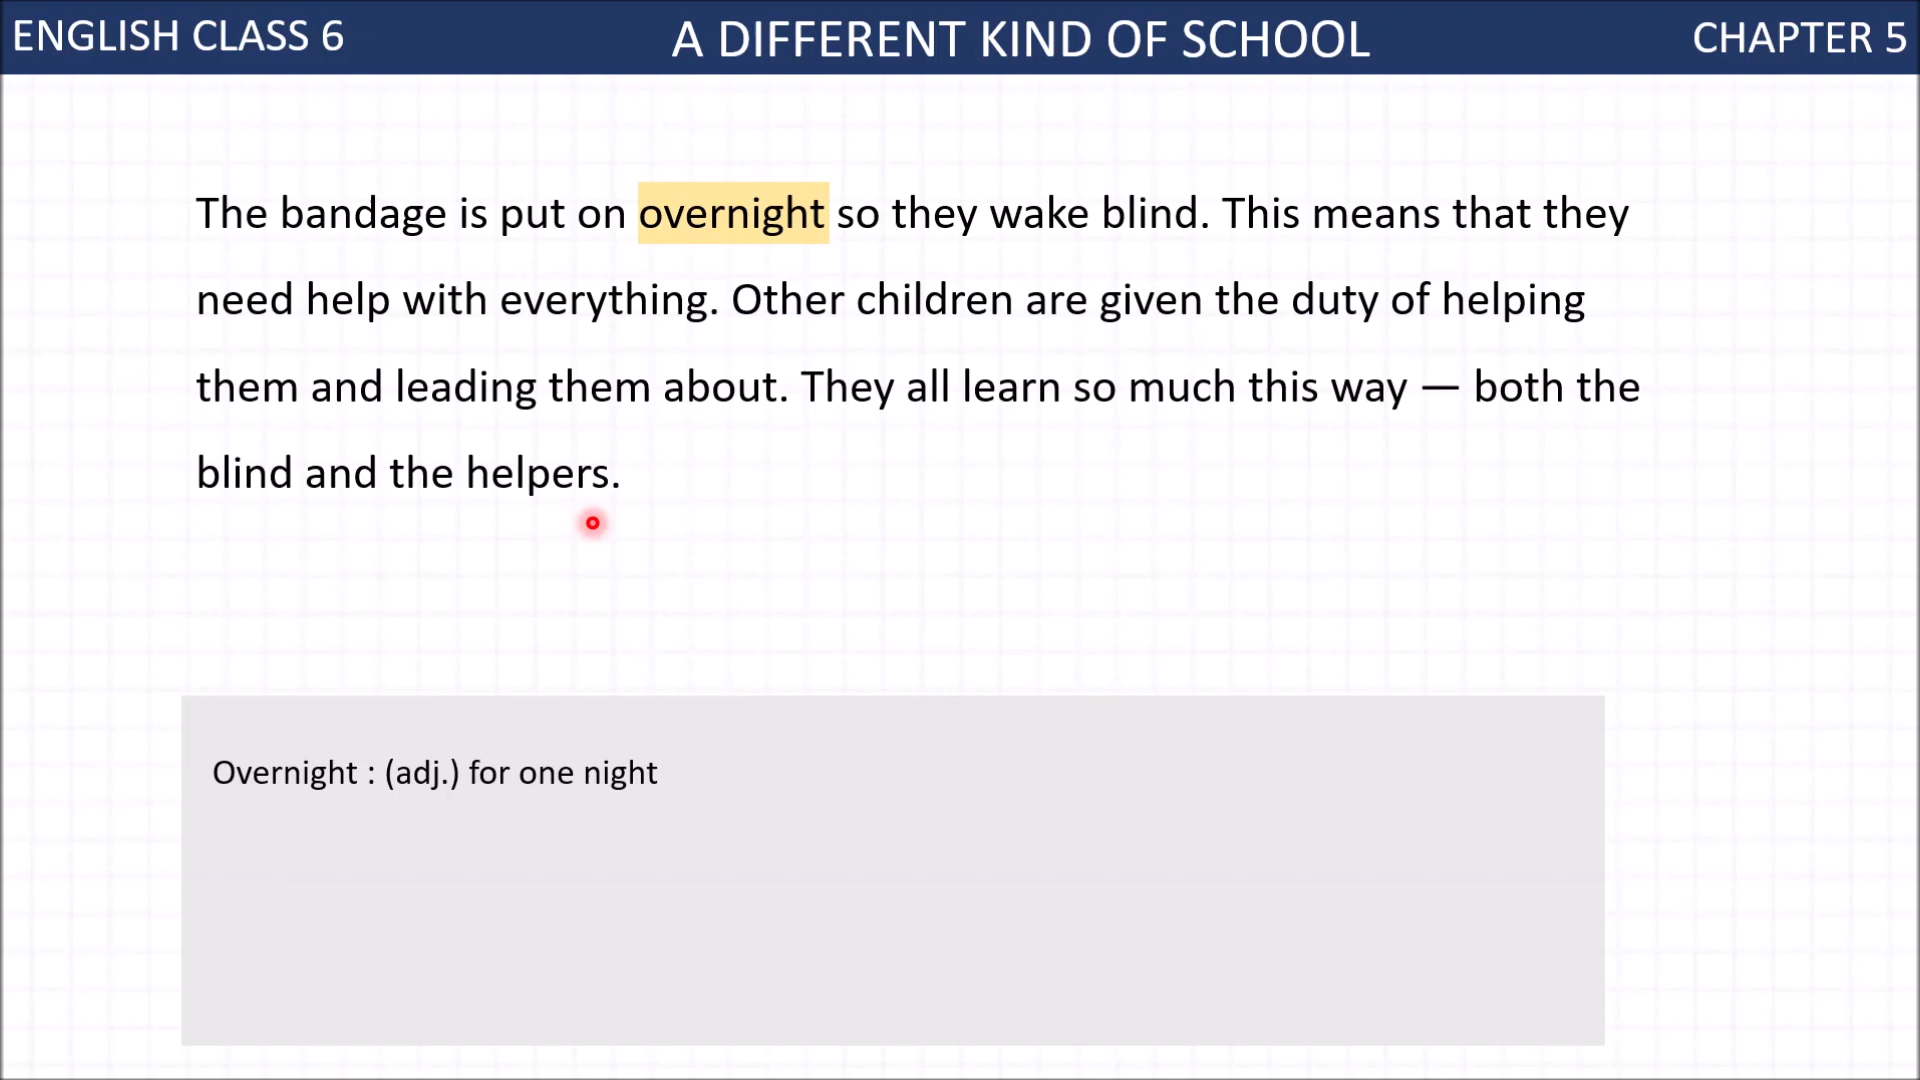 ENGLISH CLASS 6
A DIFFERENT KIND OF SCHOOL
CHAPTER 5
The bandage is put on overnight so they wake blind. This means that they
need help with everything. Other children are given the duty of helping
them and leading them about. They all learn so much this way — both the
blind and the helpers.
Overnight : (adj.) for one night